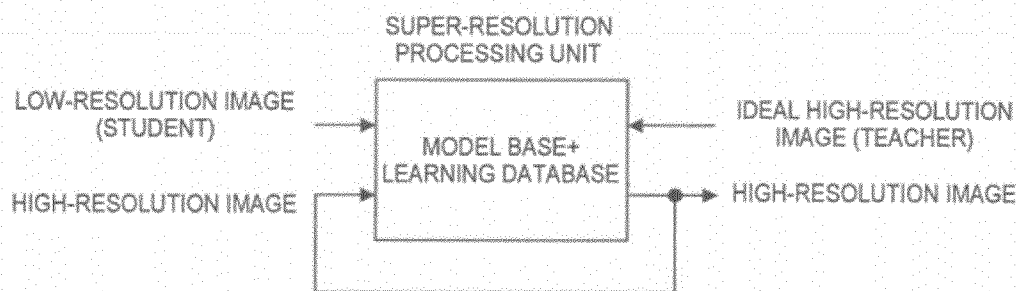 SUPER-RESOLUTION
PROCESSING UNIT
LOW-RESOLUTION IMAGE
(STUDENT)
IDEAL HIGH-RESOLUTION
IMAGE (TEACHER)
MODEL BASE+
LEARNING DATABASE
HIGH-RESOLUTION IMAGE
HIGH-RESOLUTION IMAGE